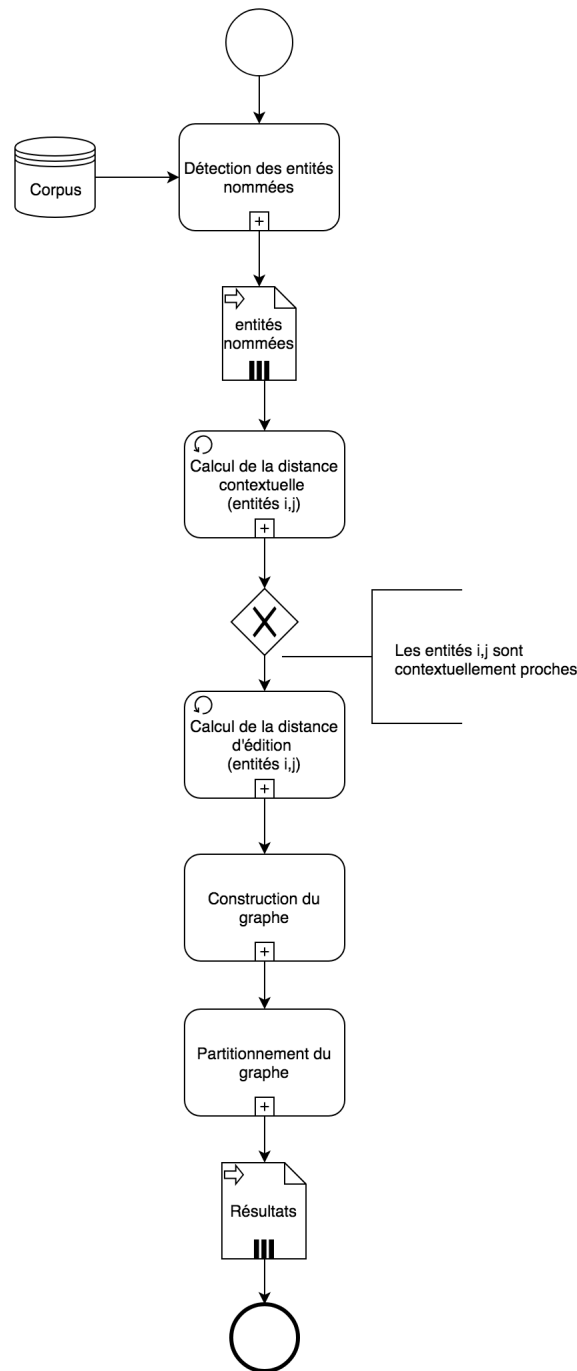 Détection des entités
nommées
Corpus
+
entités
nommées
Calcul de la distance
contextuelle
(entités i,j)
+
X
Les entités i,j sont
contextuellement proches
Calcul de la distance
d'édition
(entités i,j)
+
Construction du
graphe
+
Partitionnement du
graphe
+
Résultats